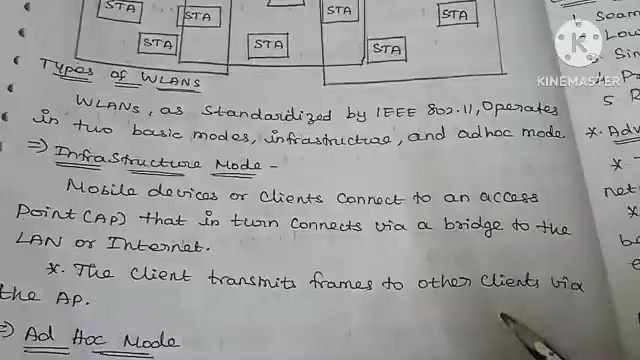 STA
STA
STA
STA
STA
STA
STA
Types of WLANS
WLANs, as standardized by IEEE 802.11, operates
in two basic modes, infrastructure, and adhoc mode.
⇒ Infrastructure Mode -
Mobile devices or clients connect to an access
Point (AP) that in turn connects via a bridge to the
LAN or Internet.
*. The client transmits frames to other clients via
the AP.
⇒ Ad Hoc Mode
KINEMASTER
5
*. Adv
*
*